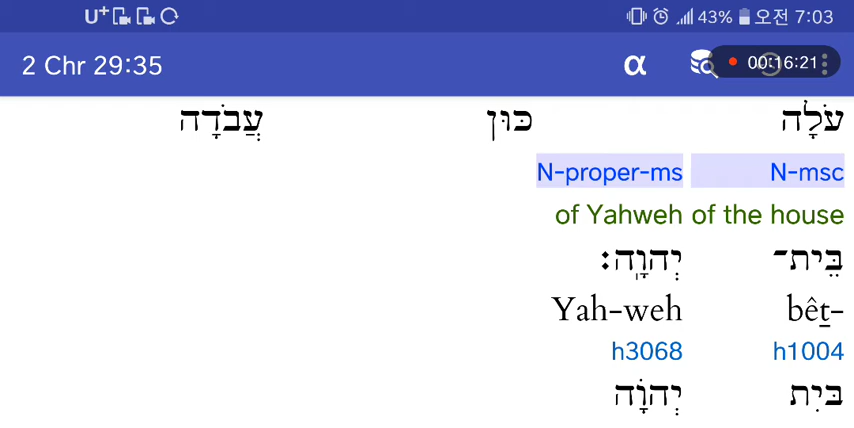 U+ 43% 오전 7:03
2 Chr 29:35 α 00:16:21
עֹלָה כּוּן עֲבֹדָה
N-msc N-proper-ms
of the house of Yahweh
בֵּית־ יְהוָֽה׃
bêṯ- Yah-weh
h1004 h3068
בּיִת יְהוָֹה